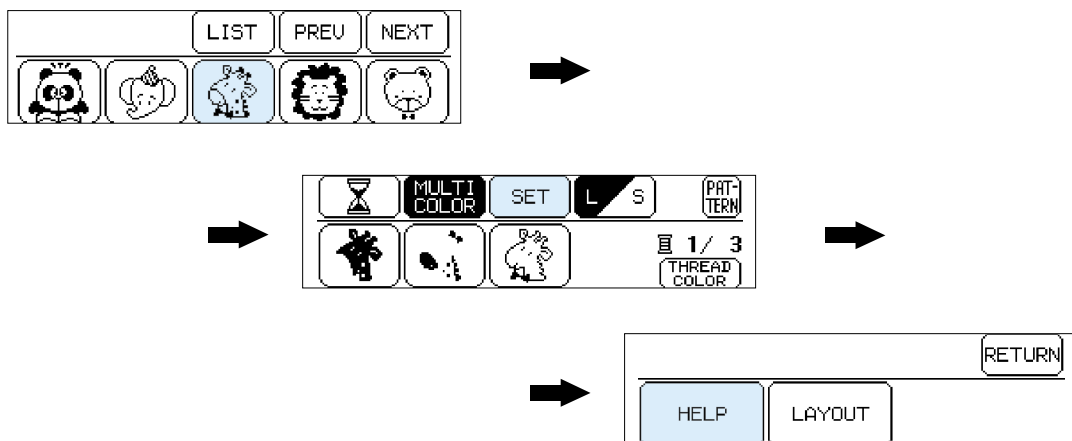 LIST PREV NEXT
MULTI COLOR SET L S PAT-TERN
1/ 3
THREAD COLOR
RETURN
HELP LAYOUT